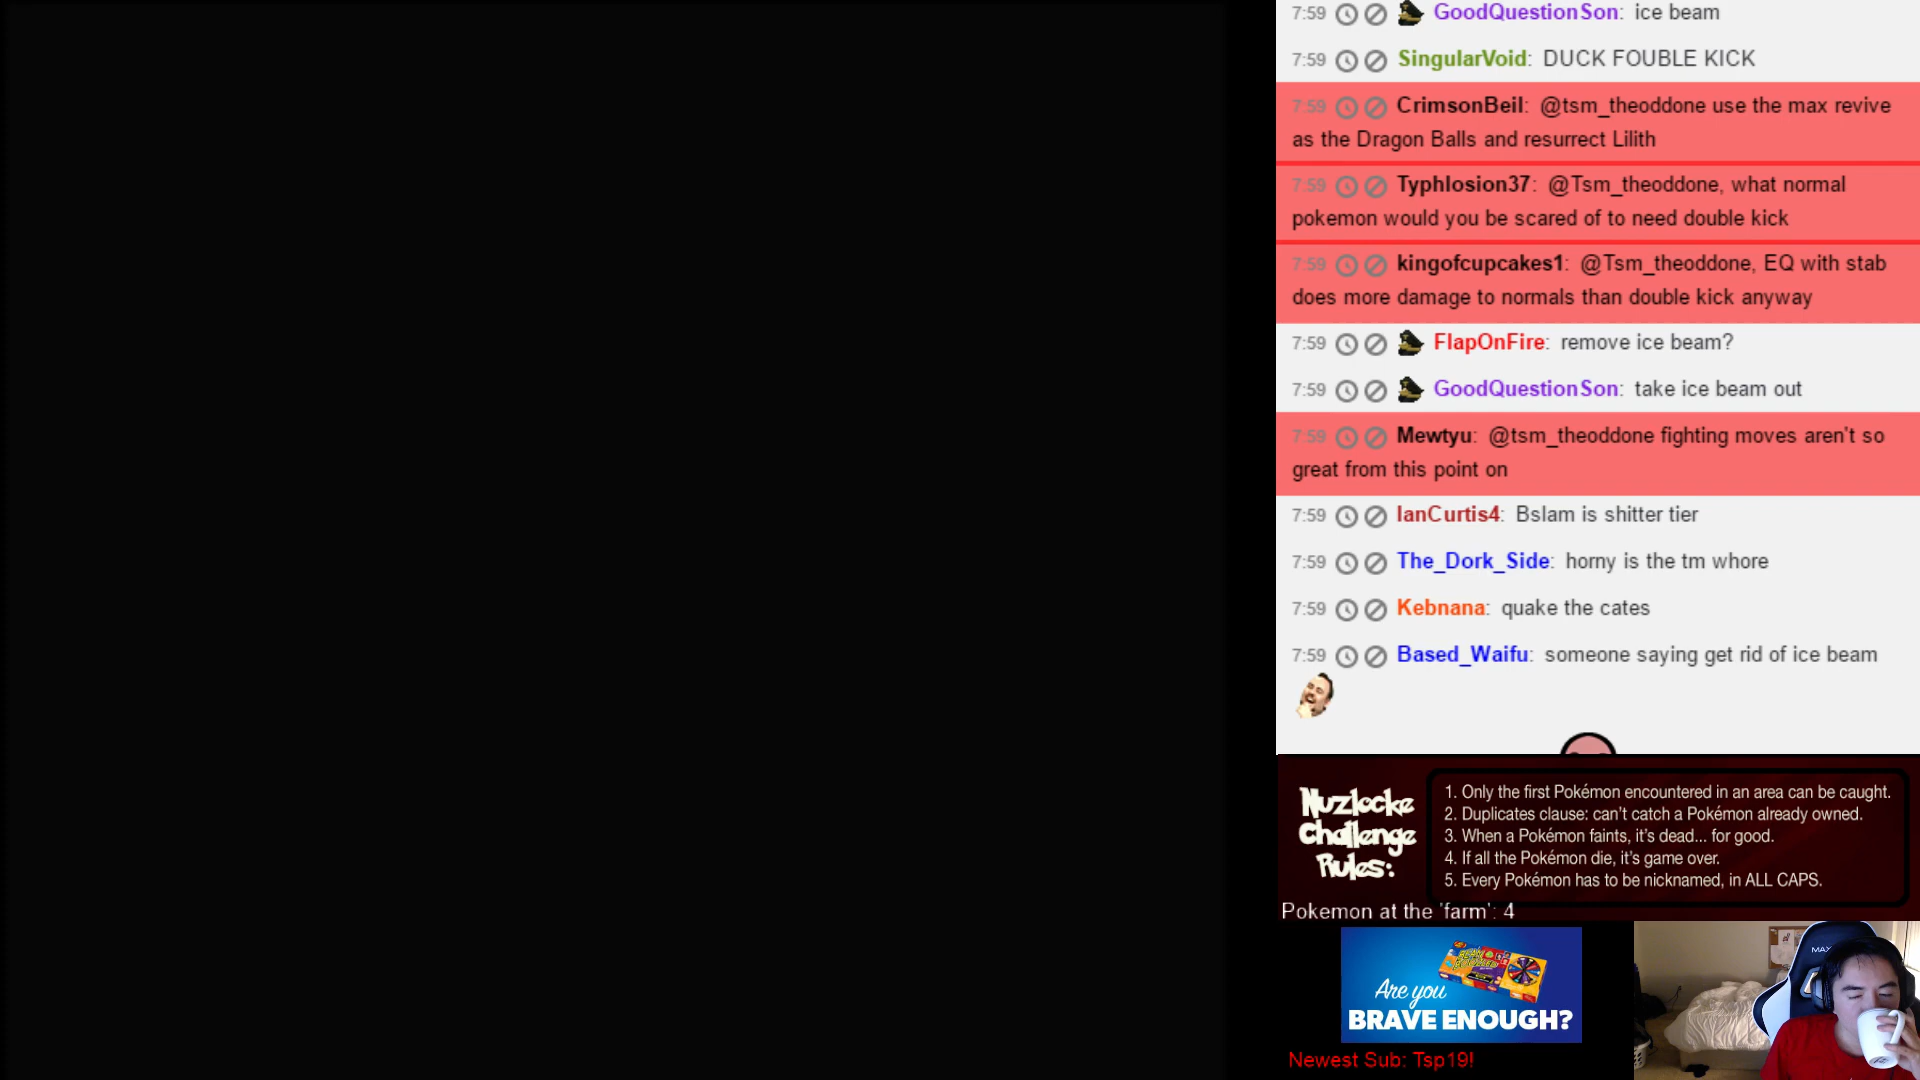 7:59 GoodQuestionSon: ice beam
7:59 SingularVoid: DUCK FOUBLE KICK
7:59 CrimsonBeil: @tsm_theoddone use the max revive
as the Dragon Balls and resurrect Lilith
7:59 Typhlosion37: @Tsm_theoddone, what normal
pokemon would you be scared of to need double kick
7:59 kingofcupcakes1: @Tsm_theoddone, EQ with stab
does more damage to normals than double kick anyway
7:59 FlapOnFire: remove ice beam?
7:59 GoodQuestionSon: take ice beam out
7:59 Mewtyu: @tsm_theoddone fighting moves aren't so
great from this point on
7:59 IanCurtis4: Bslam is shitter tier
7:59 The_Dork_Side: horny is the tm whore
7:59 Kebnana: quake the cates
7:59 Based_Waifu: someone saying get rid of ice beam
Nuzlocke
Challenge
Rules:
1. Only the first Pokémon encountered in an area can be caught.
2. Duplicates clause: can't catch a Pokémon already owned.
3. When a Pokémon faints, it's dead... for good.
4. If all the Pokémon die, it's game over.
5. Every Pokémon has to be nicknamed, in ALL CAPS.
Pokemon at the 'farm': 4
Are you
BRAVE ENOUGH?
Newest Sub: Tsp19!